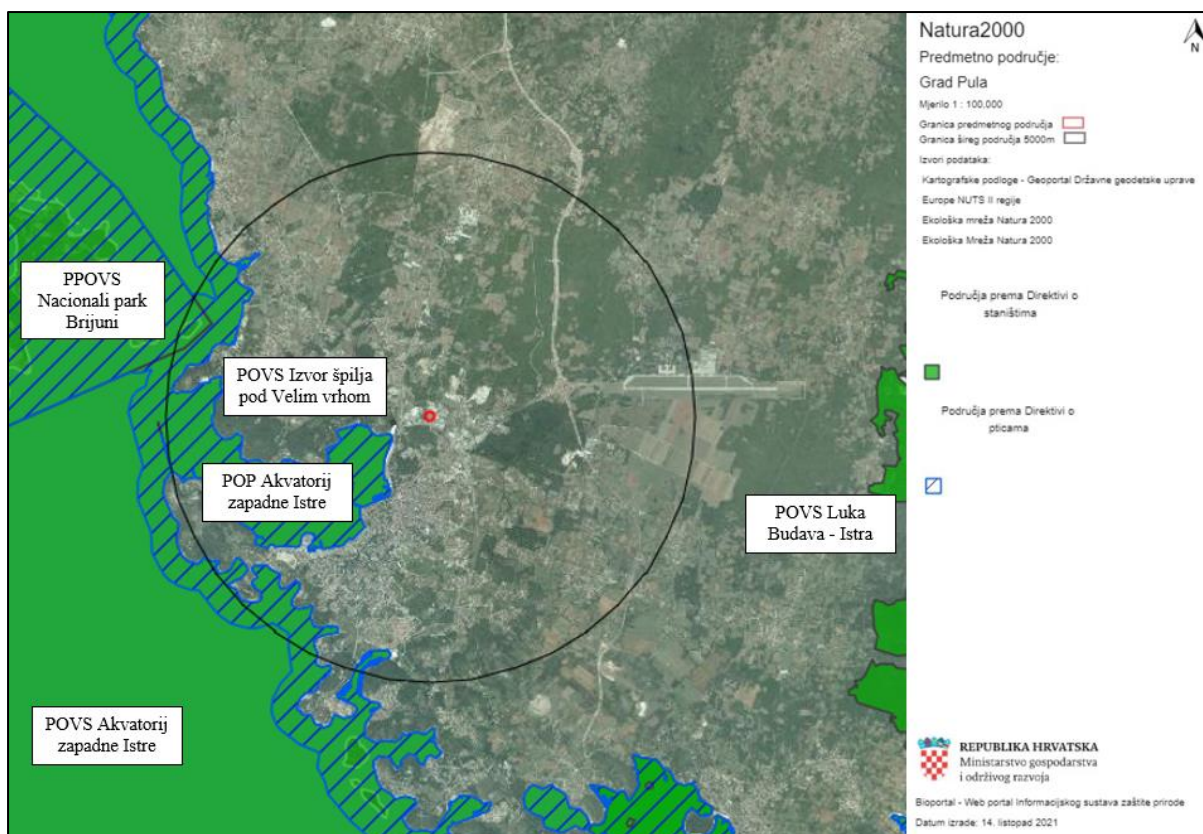 PPOVS
Nacionali park
Brijuni
POVS Izvor špilja
pod Velim vrhom
POP Akvatorij
zapadne Istre
POVS Luka
Budava - Istra
POVS Akvatorij
zapadne Istre
Natura2000
N
Predmetno područje:
Grad Pula
Mjerilo 1 : 100.000
Granica predmetnog područja
Granica šireg područja 5000m
Izvori podataka:
Kartografske podloge - Geoportal Državne geodetske uprave
Europe NUTS II regije
Ekološka mreža Natura 2000
Ekološka Mreža Natura 2000
Područja prema Direktivi o
staništima
Područja prema Direktivi o
pticama
REPUBLIKA HRVATSKA
Ministarstvo gospodarstva
i održivog razvoja
Bioportal - Web portal Informacijskog sustava zaštite prirode
Datum izrade: 14. listopad 2021